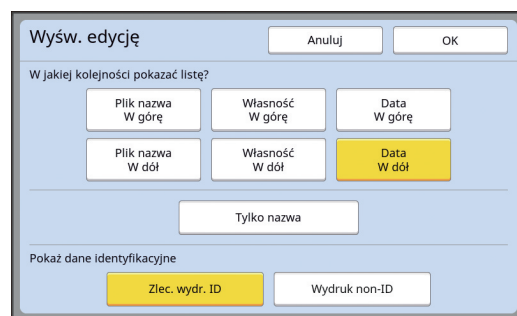 Wyśw. edycję
Anuluj
OK
W jakiej kolejności pokazać listę?
Plik nazwa
W górę
Własność
W górę
Data
W górę
Plik nazwa
W dół
Własność
W dół
Data
W dół
Tylko nazwa
Pokaż dane identyfikacyjne
Zlec. wydr. ID
Wydruk non-ID